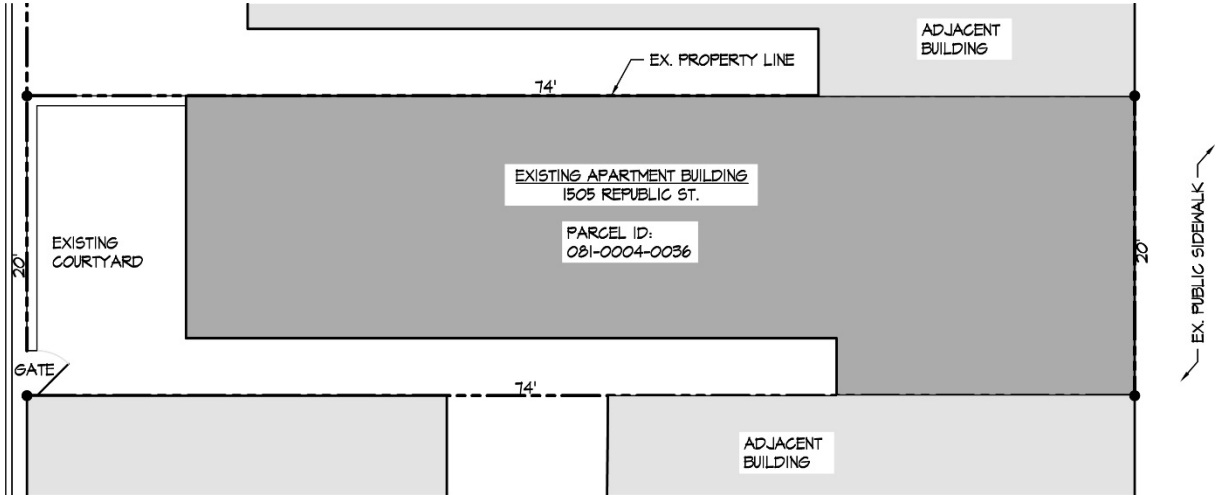 ADJACENT
BUILDING
EX. PROPERTY LINE
74'
EXISTING APARTMENT BUILDING
1505 REPUBLIC ST.
PARCEL ID:
081-0004-0036
EXISTING
COURTYARD
20'
20'
EX. PUBLIC SIDEWALK
GATE
74'
ADJACENT
BUILDING